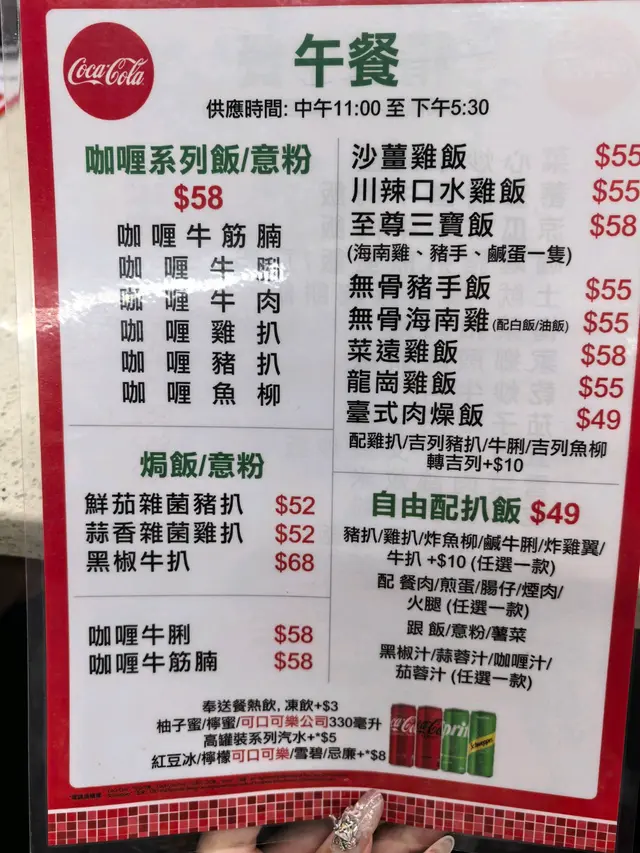 Coca-Cola
午餐
供應時間: 中午11:00 至 下午5:30
咖喱系列飯/意粉
$58
咖喱牛筋腩
咖喱牛𦟌
咖喱牛肉
咖喱雞扒
咖喱豬扒
咖喱魚柳
焗飯/意粉
鮮茄雜菌豬扒 $52
蒜香雜菌雞扒 $52
黑椒牛扒 $68
咖喱牛𦟌 $58
咖喱牛筋腩 $58
沙薑雞飯 $55
川辣口水雞飯 $55
至尊三寶飯 $58
(海南雞、豬手、鹹蛋一隻)
無骨豬手飯 $55
無骨海南雞(配白飯/油飯) $55
菜遠雞飯 $58
龍崗雞飯 $55
臺式肉燥飯 $49
配雞扒/吉列豬扒/牛𦟌/吉列魚柳
轉吉列+$10
自由配扒飯 $49
豬扒/雞扒/炸魚柳/鹹牛𦟌/炸雞翼/
牛扒 +$10 (任選一款)
配 餐肉/煎蛋/腸仔/煙肉/
火腿 (任選一款)
跟 飯/意粉/薯菜
黑椒汁/蒜蓉汁/咖喱汁/
茄蓉汁 (任選一款)
奉送餐熱飲, 凍飲+$3
柚子蜜/檸蜜/可口可樂公司330毫升
高罐裝系列汽水+*$5
紅豆冰/檸檬可口可樂/雪碧/忌廉+*$8